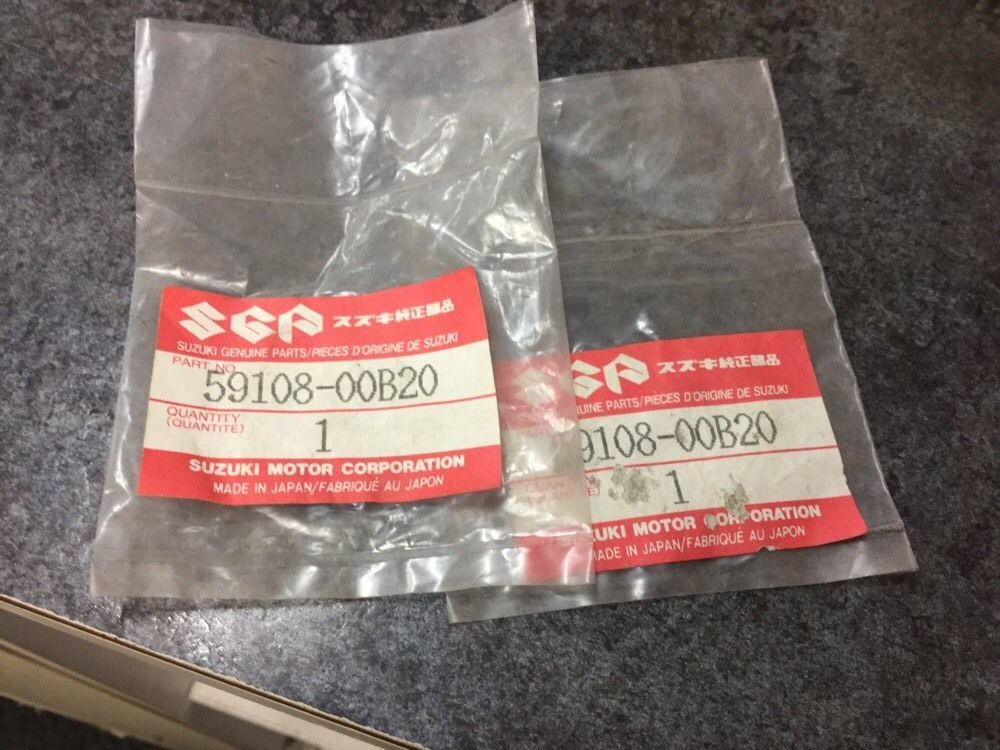 SGP スズキ純正部品
SUZUKI GENUINE PARTS/PIÈCES D'ORIGINE DE SUZUKI
PART NO.
59108-00B20
QUANTITY
(QUANTITÉ)
1
SUZUKI MOTOR CORPORATION
MADE IN JAPAN/FABRIQUÉ AU JAPON
SGP スズキ純正部品
UINE PARTS/PIÈCES D'ORIGINE DE SUZUKI
9108-00B20
1
UKI MOTOR CORPORATION
MADE IN JAPAN/FABRIQUÉ AU JAPON